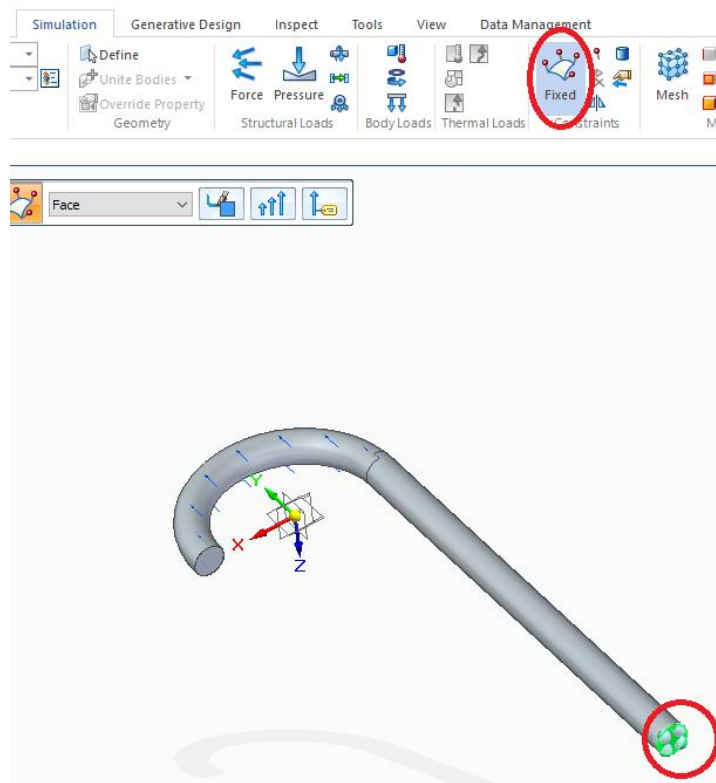 Simulation Generative Design Inspect Tools View Data Management
Define
Unite Bodies
Override Property
Geometry
Force Pressure
Structural Loads
Body Loads
Thermal Loads
Fixed
Constraints
Mesh
M
Face
Y
X
Z